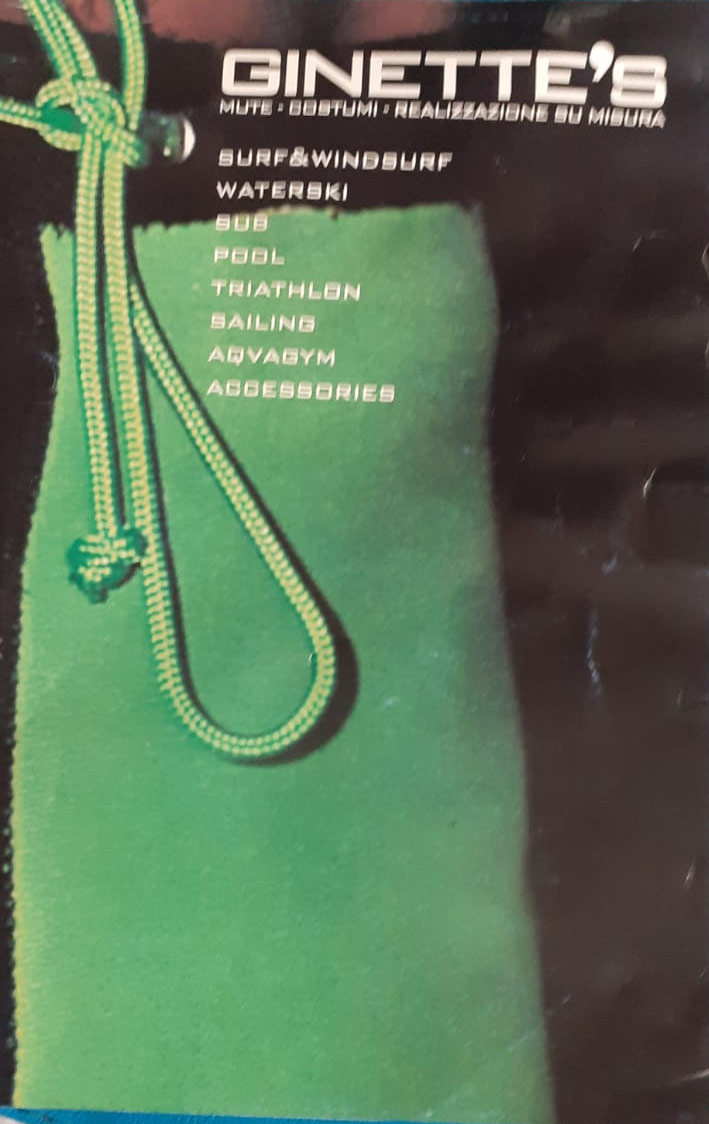 GINETTE'S
MUTE - COSTUMI - REALIZZAZIONE SU MISURA
SURF&WINDSURF
WATERSKI
SUB
POOL
TRIATHLON
SAILING
AQVAGYM
ACCESSORIES